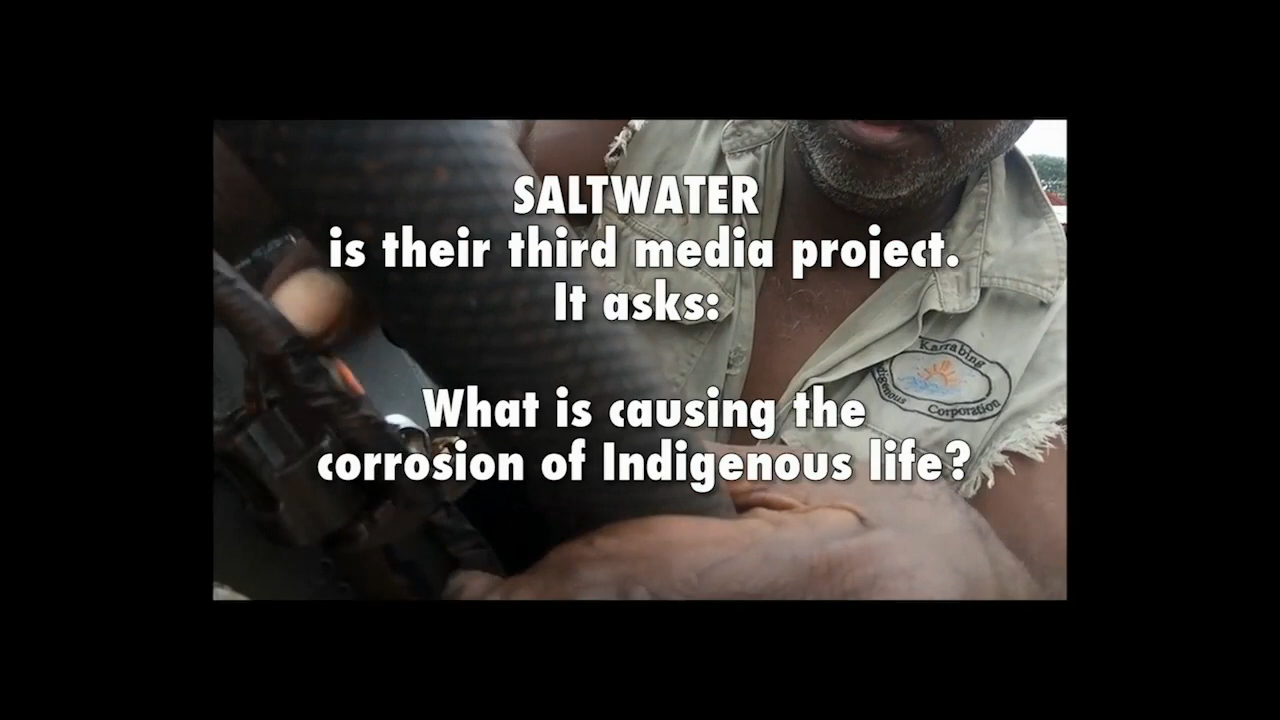 SALTWATER
is their third media project.
It asks:
What is causing the
corrosion of Indigenous life?
Karrabing
Indigenous
Corporation